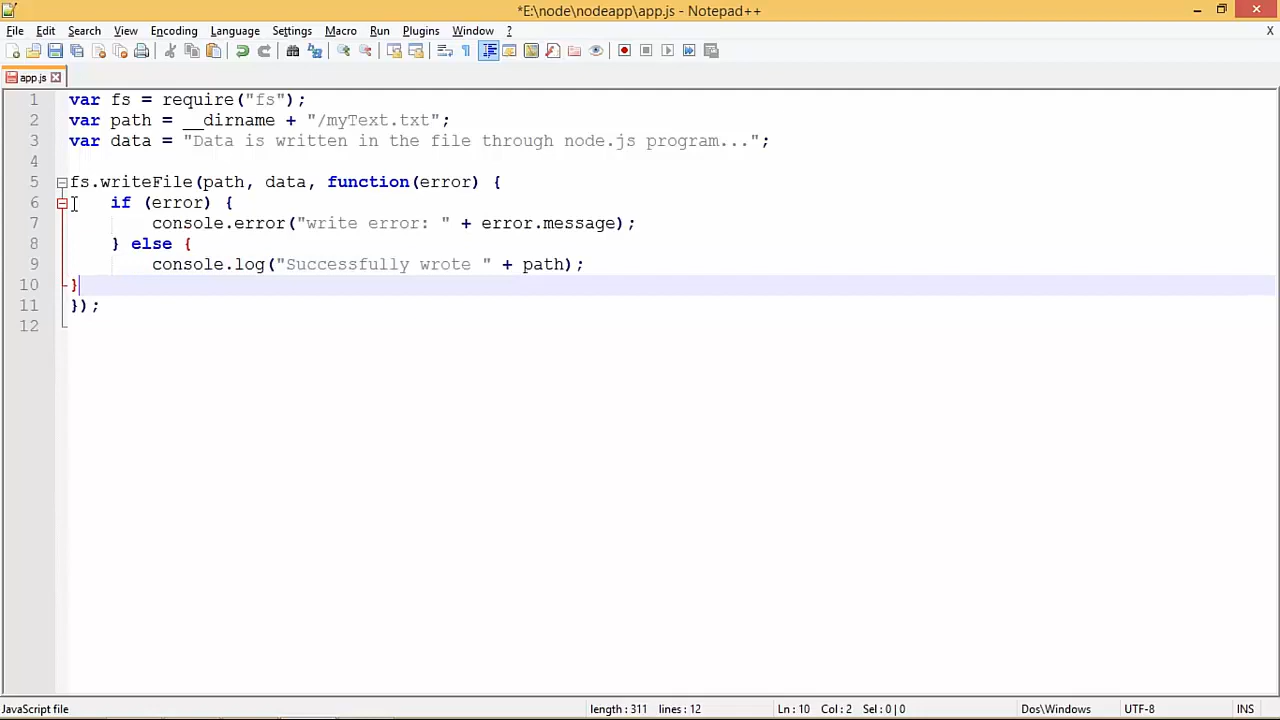 *E:\node\nodeapp\app.js - Notepad++
File Edit Search View Encoding Language Settings Macro Run Plugins Window ? X
app.js
1 var fs = require("fs");
2 var path = __dirname + "/myText.txt";
3 var data = "Data is written in the file through node.js program...";
4
5 fs.writeFile(path, data, function(error) {
6     if (error) {
7         console.error("write error: " + error.message);
8     } else {
9         console.log("Successfully wrote " + path);
10 }
11 });
12
JavaScript file length : 311 lines : 12 Ln : 10 Col : 2 Sel : 0 | 0 Dos\Windows UTF-8 INS